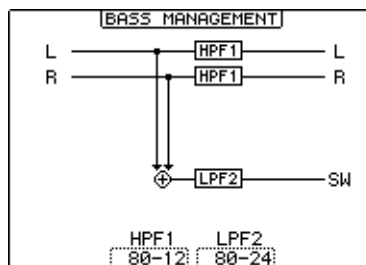 BASS MANAGEMENT
L HPF1 L
R HPF1 R
LPF2 SW
HPF1 LPF2
80-12 80-24